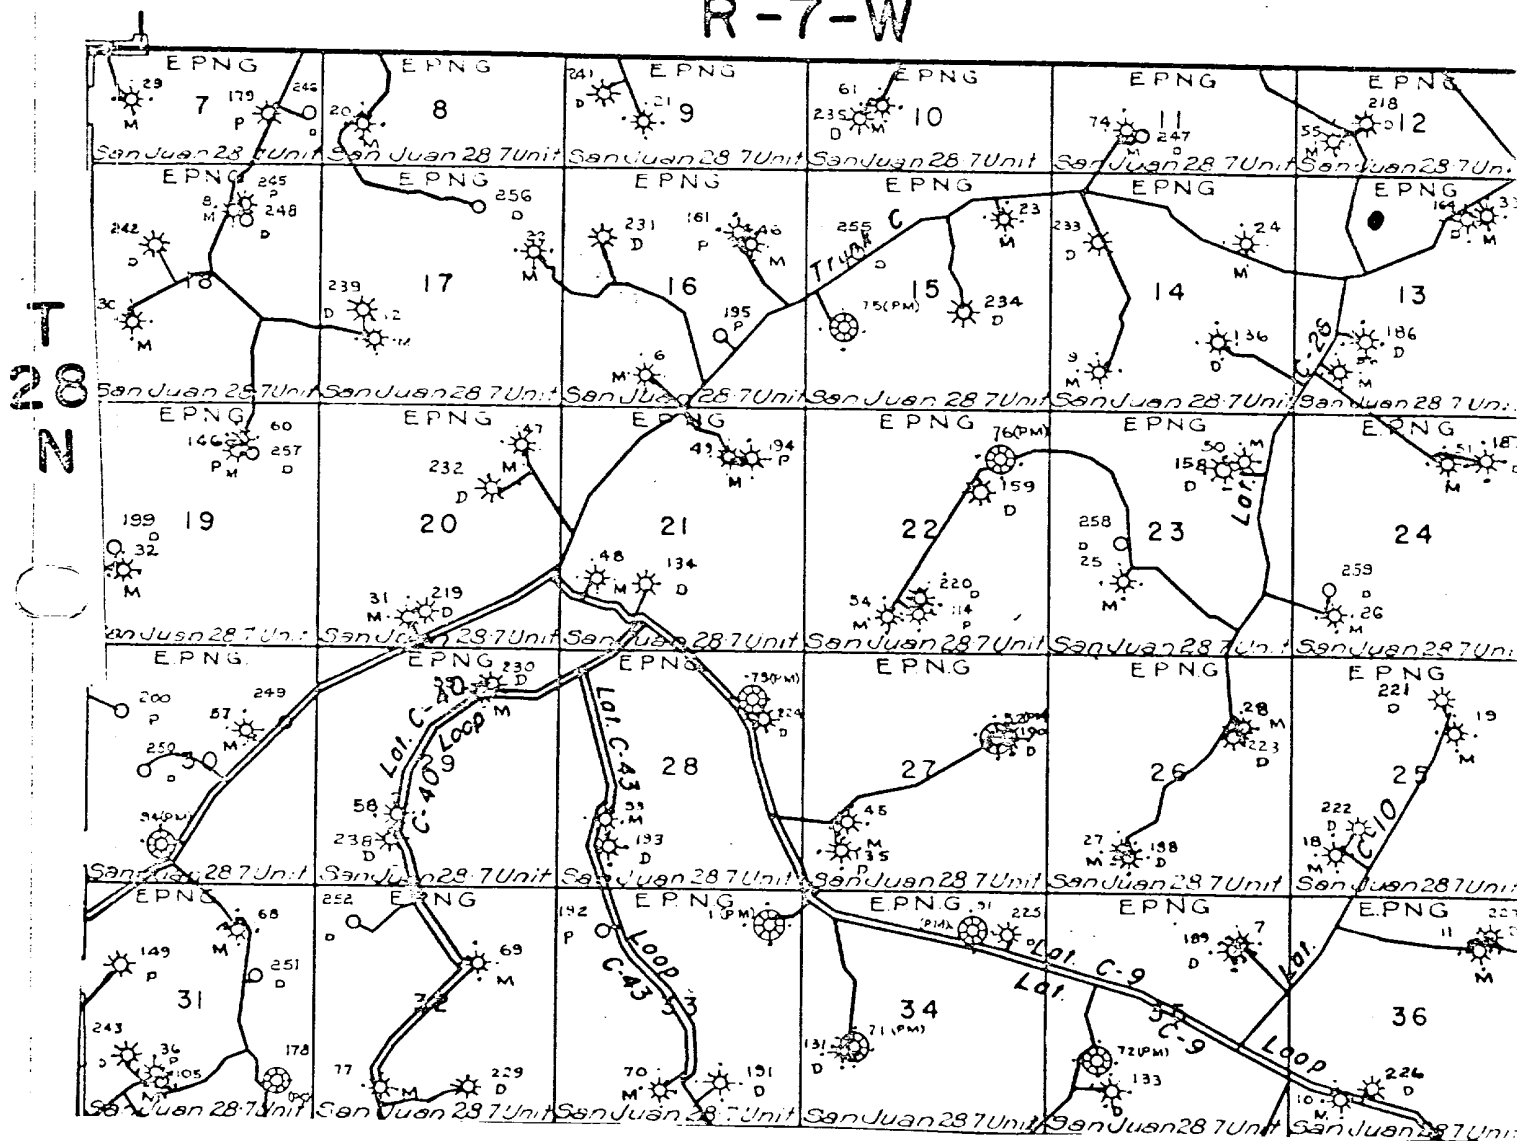 R-7-W
T
28
N
EPNG EPNG EPNG EPNG EPNG EPNG
29 M 7 179 P 20 M 8 241 D 21 9 61 235 D M 10 74 M 11 247 D 55 M 218 D 12
San Juan 28 7 Unit San Juan 28 7 Unit San Juan 28 7 Unit San Juan 28 7 Unit San Juan 28 7 Unit San Juan 28 7 Un
EPNG EPNG EPNG EPNG EPNG EPNG
8 M 245 P 248 D 256 D 231 D 161 P 46 M 255 D Trunk C 23 M 233 D 24 M 164 D 33 M
242 D 18 30 M 239 D 12 M 17 M 16 195 P 6 M 75(PM) 15 234 D 14 9 M 136 D C-28 13 186 D M
San Juan 28 7 Unit San Juan 28 7 Unit San Juan 28 7 Unit San Juan 28 7 Unit San Juan 28 7 Unit San Juan 28 7 Uni
EPNG EPNG EPNG EPNG EPNG EPNG
146 P 60 M 257 D 47 M 232 D 49 M 194 P 76(PM) 159 D 50 M 158 D Lat. 51 M 187 D
199 D 32 M 19 20 21 22 258 D 25 M 23 24 259 D
31 M 219 D 48 M 134 D 54 M 220 D 114 P 26 M
San Juan 28 7 Uni San Juan 28 7 Unit San Juan 28 7 Unit San Juan 28 7 Unit San Juan 28 7 Unit San Juan 28 7 Unit
EPNG EPNG EPNG EPNG EPNG EPNG
200 P 249 57 M M 230 D Lat. C-40 Loop Lat. C-43 (PM) 224 D (PM) 190 D 28 M 223 D 221 D 19 M
D 29 C-40 28 27 26 25
94(PM) 58 238 D M 193 D 45 M 135 D 27 M 198 D 222 D 18 M C-10
San Juan 28 7 Unit San Juan 28 7 Unit San Juan 28 7 Unit San Juan 28 7 Unit San Juan 28 7 Unit San Juan 28 7 Unit
EPNG EPNG EPNG EPNG EPNG EPNG
68 M 252 D 192 P (PM) 91 (PM) 225 D 189 D 7 Lat. 11 M
149 P 251 D 31 69 M 32 Loop C-43 33 34 Lat. C-9 Lat. 35 C-9 Loop 36
243 D 36 P 105 M 178 77 M 229 D 70 M 191 D 131 D 71(PM) 72(PM) 133 D 10 M 226 D
San Juan 28 7 Unit San Juan 28 7 Unit San Juan 28 7 Unit San Juan 28 7 Unit San Juan 28 7 Unit San Juan 28 7 Unit